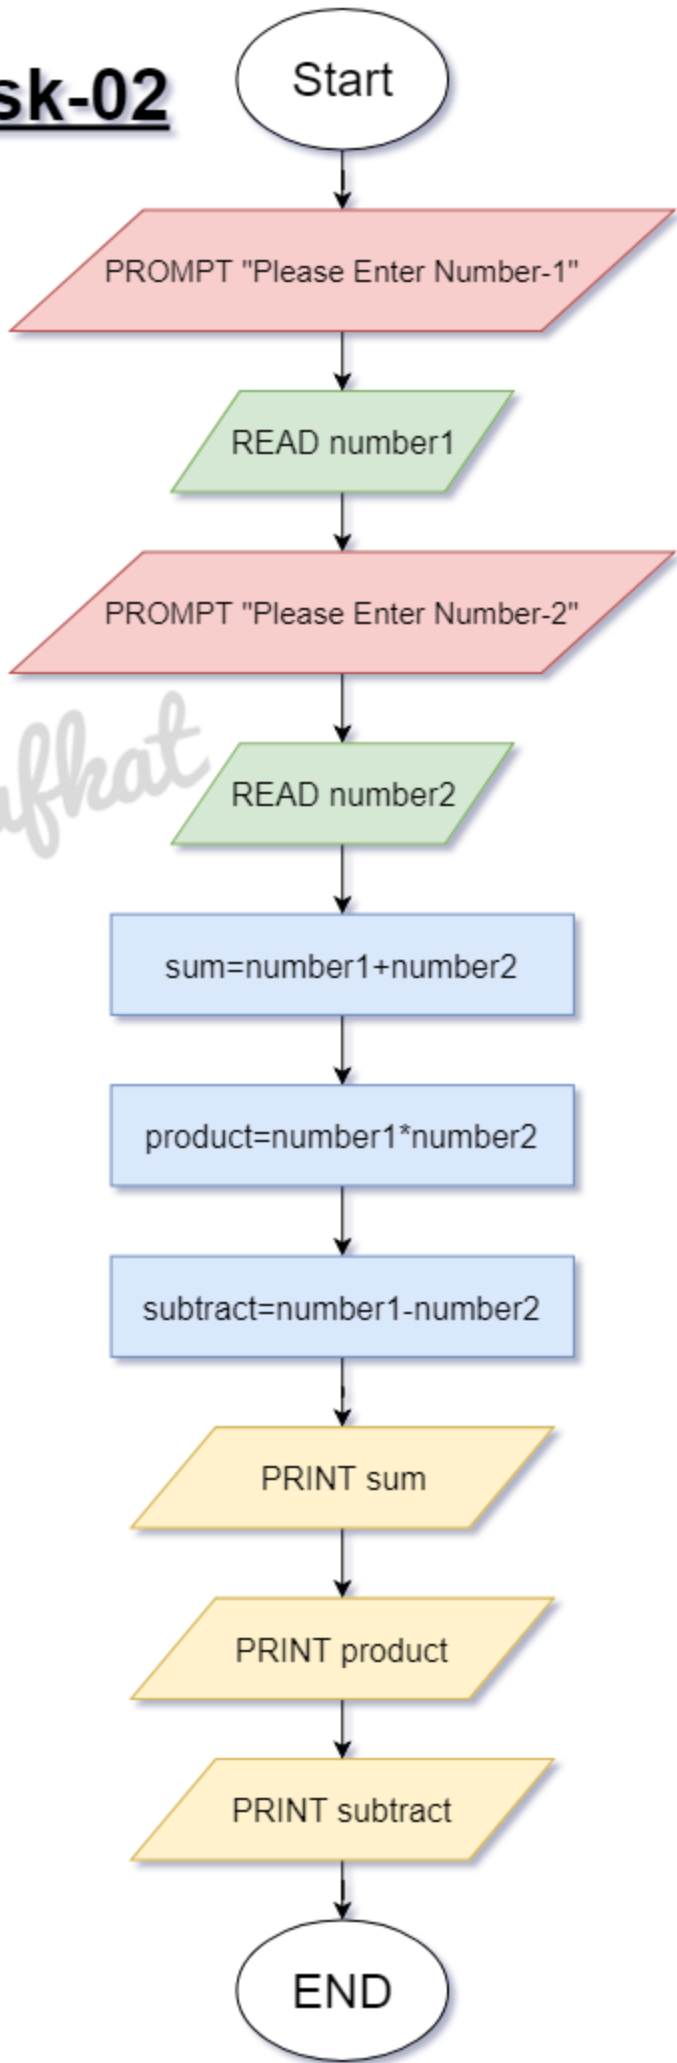 sk-02
Start
PROMPT "Please Enter Number-1"
READ number1
PROMPT "Please Enter Number-2"
READ number2
sum=number1+number2
product=number1*number2
subtract=number1-number2
PRINT sum
PRINT product
PRINT subtract
END